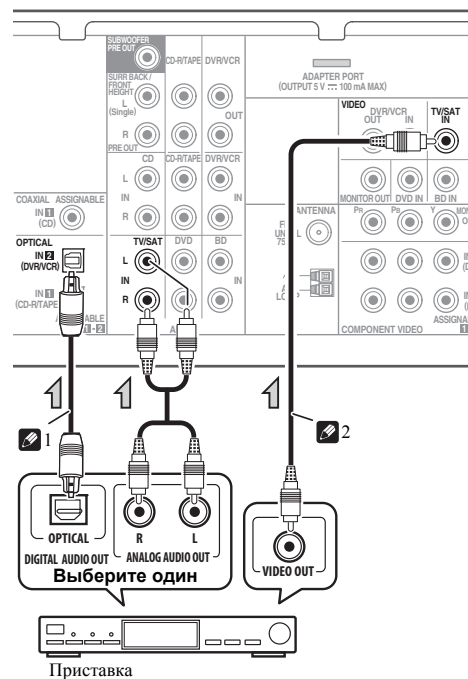 SUBWOOFER
PRE OUT
CD-R/TAPE DVR/VCR
SURR BACK /
FRONT
HEIGHT
L
(Single)
R
PRE OUT
OUT
ADAPTER PORT
(OUTPUT 5 V 100 mA MAX)
VIDEO
DVR/VCR
OUT IN
TV/SAT
IN
CD CD-R/TAPE DVR/VCR
L
IN
R
IN
MONITOR OUT DVD IN BD IN
COAXIAL ASSIGNABLE
IN 1
(CD)
ANTENNA
PR PB Y
OPTICAL
IN 2
(DVR/VCR)
TV/SAT DVD BD
L
IN
R
IN
IN 1
(CD-R/TAPE
1-2
COMPONENT VIDEO
1
2
OPTICAL
R L
DIGITAL AUDIO OUT
ANALOG AUDIO OUT
Выберите один
VIDEO OUT
Приставка